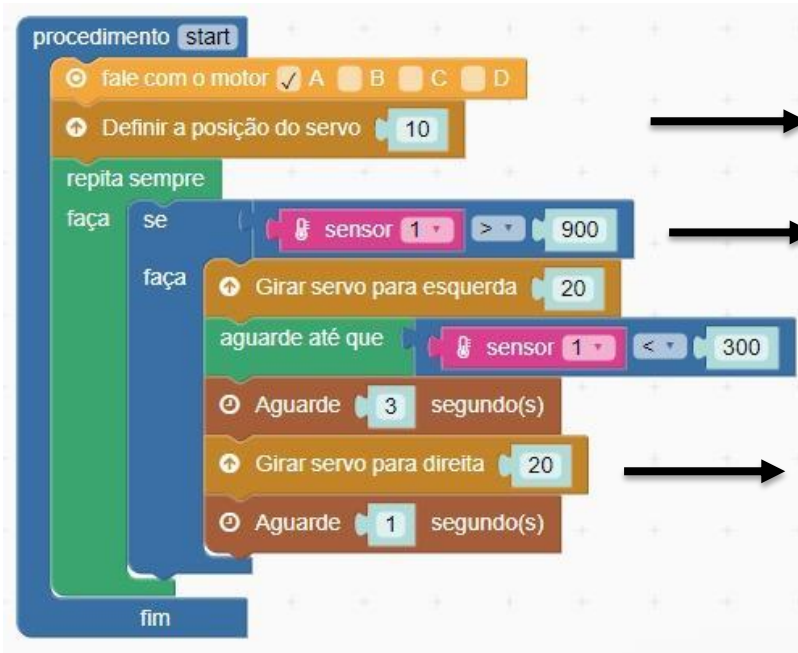 procedimento start
fale com o motor A B C D
Definir a posição do servo 10
repita sempre
faça se sensor 1 > 900
faça Girar servo para esquerda 20
aguarde até que sensor 1 < 300
Aguarde 3 segundo(s)
Girar servo para direita 20
Aguarde 1 segundo(s)
fim